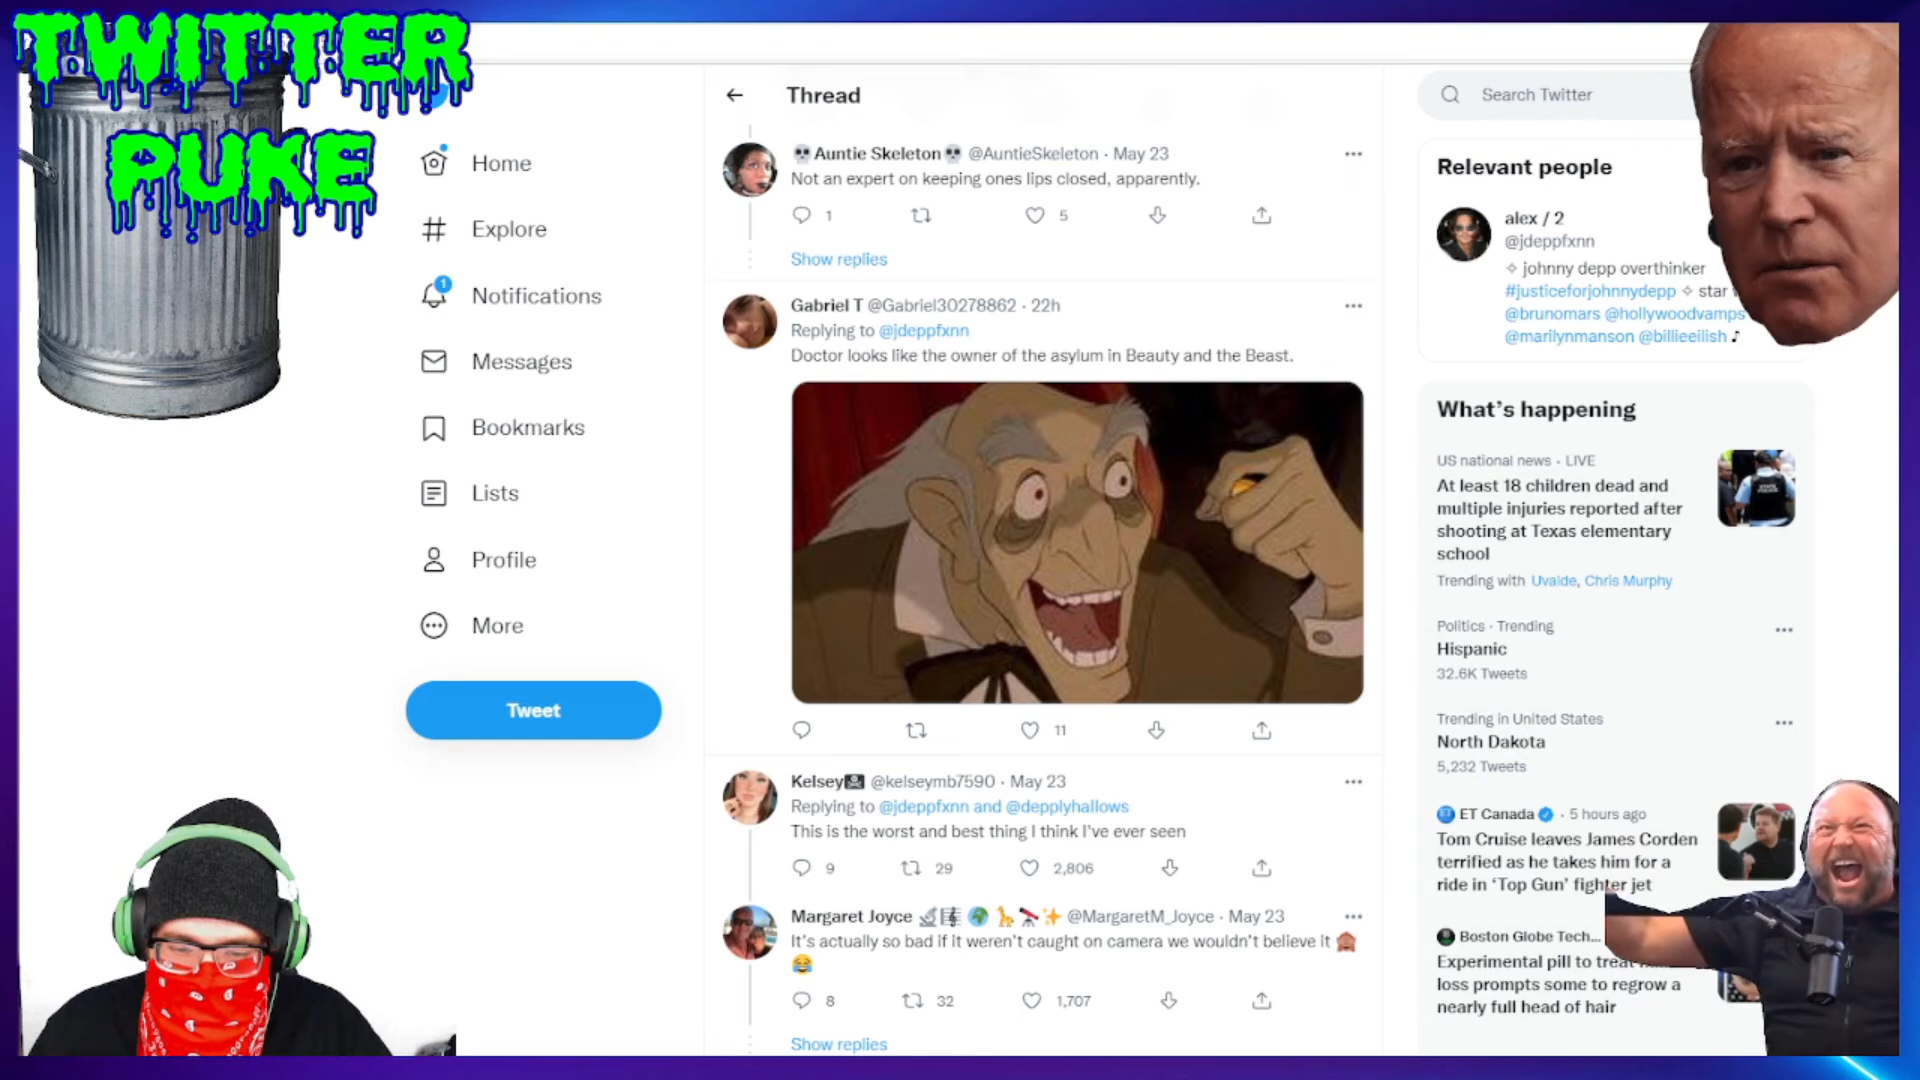 TWITTER
PUKE
Home
Explore
1
Notifications
Messages
Bookmarks
Lists
Profile
More
Tweet
Thread
Auntie Skeleton @AuntieSkeleton · May 23
Not an expert on keeping ones lips closed, apparently.
1 5
Show replies
Gabriel T @Gabriel30278862 · 22h
Replying to @jdeppfxnn
Doctor looks like the owner of the asylum in Beauty and the Beast.
11
Kelsey @kelseymb7590 · May 23
Replying to @jdeppfxnn and @depplyhallows
This is the worst and best thing I think I've ever seen
9 29 2,806
Margaret Joyce @MargaretM_Joyce · May 23
It's actually so bad if it weren't caught on camera we wouldn't believe it 🙈
😂
8 32 1,707
Show replies
Search Twitter
Relevant people
alex / 2
@jdeppfxnn
✧ johnny depp overthinker
#justiceforjohnnydepp ✧ star
@brunomars @hollywoodvamps
@marilynmanson @billieeilish ♪
What's happening
US national news · LIVE
At least 18 children dead and
multiple injuries reported after
shooting at Texas elementary
school
Trending with Uvalde, Chris Murphy
Politics · Trending
Hispanic
32.6K Tweets
Trending in United States
North Dakota
5,232 Tweets
ET Canada · 5 hours ago
Tom Cruise leaves James Corden
terrified as he takes him for a
ride in 'Top Gun' fighter jet
Boston Globe Tech...
Experimental pill to treat
loss prompts some to regrow a
nearly full head of hair